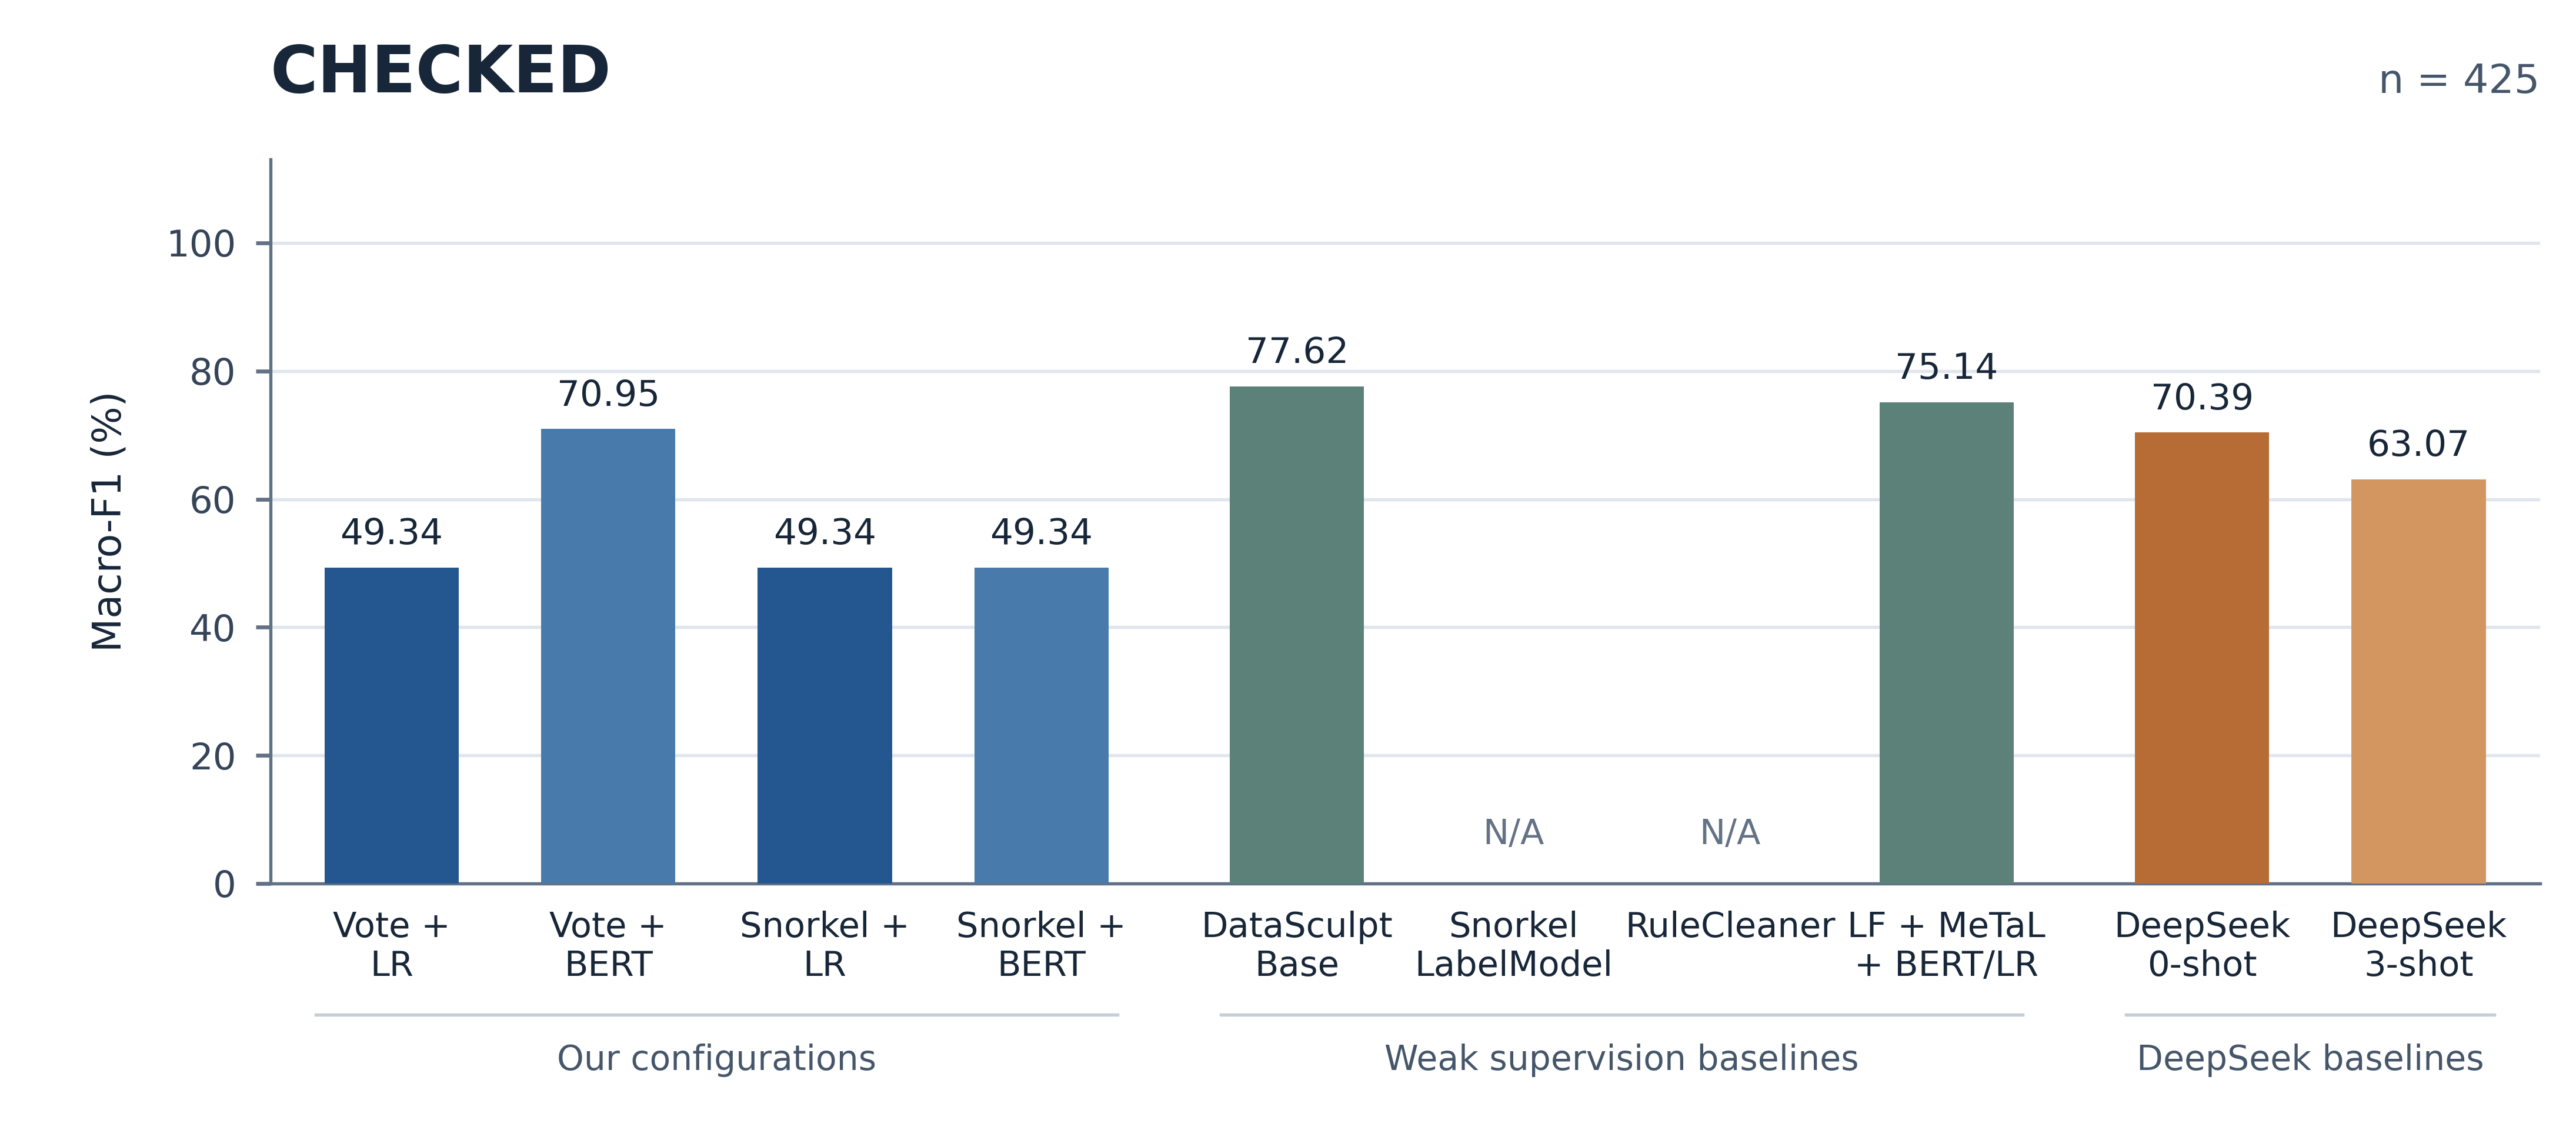 CHECKED
n = 425
Macro-F1 (%)
100
80
60
40
20
0
49.34
70.95
49.34
49.34
77.62
N/A
N/A
75.14
70.39
63.07
Vote +
LR
Vote +
BERT
Snorkel +
LR
Snorkel +
BERT
DataSculpt
Base
Snorkel
LabelModel
RuleCleaner
LF + MeTaL
+ BERT/LR
DeepSeek
0-shot
DeepSeek
3-shot
Our configurations
Weak supervision baselines
DeepSeek baselines